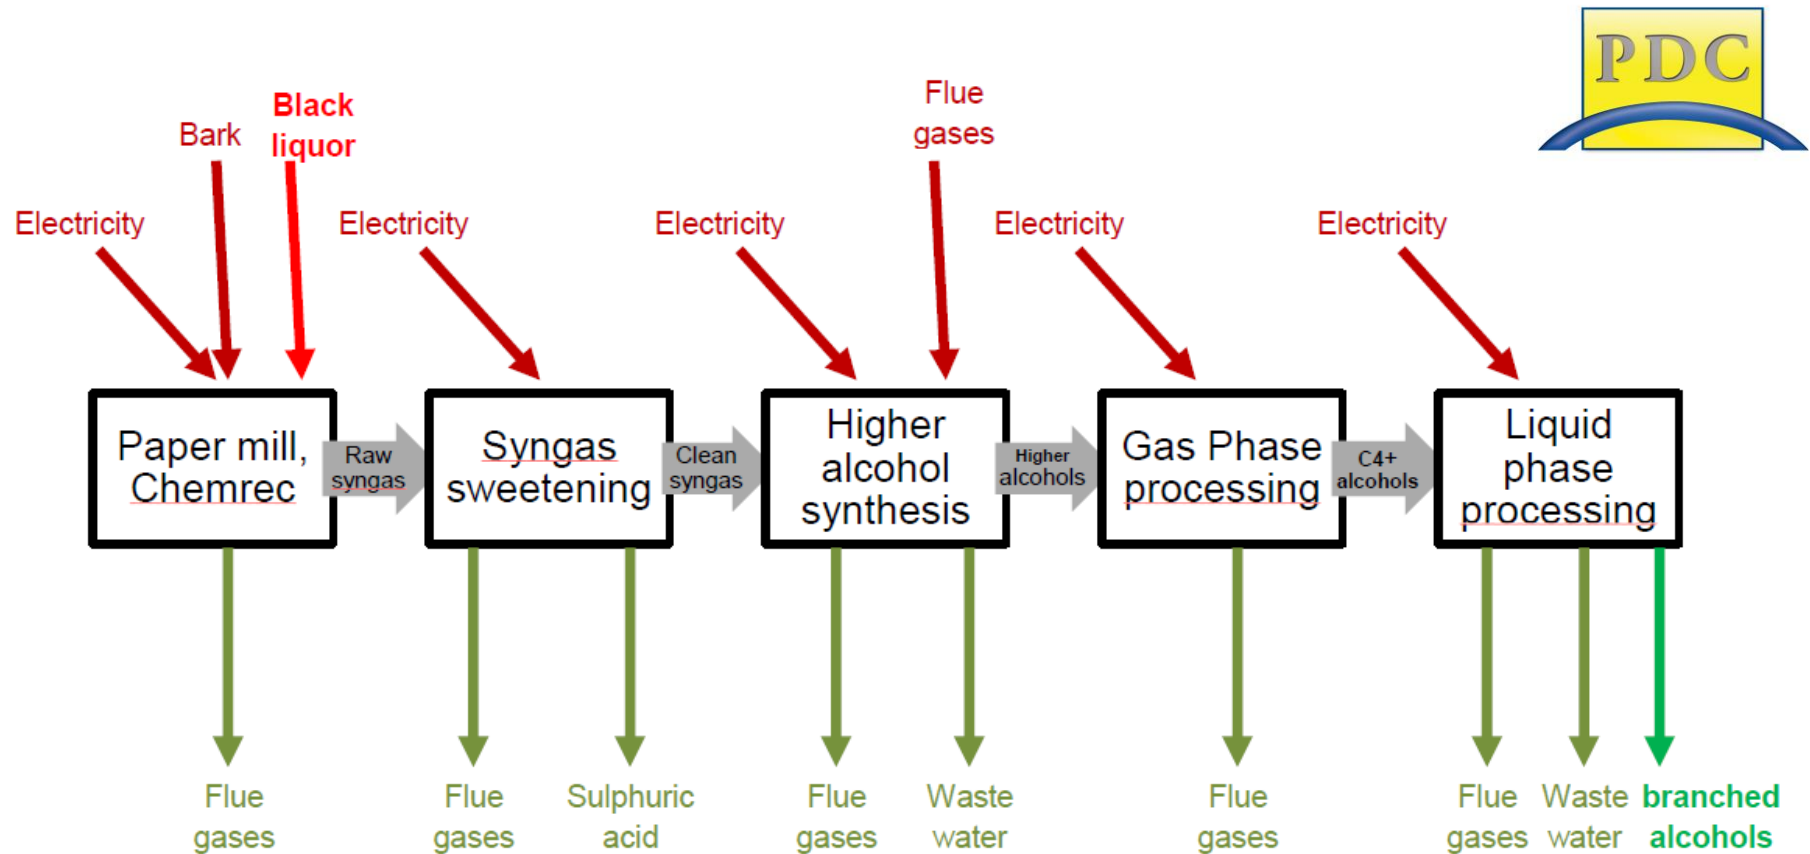 PDC
Black
liquor
Bark
Flue
gases
Electricity
Electricity
Electricity
Electricity
Electricity
Paper mill,
Chemrec
Raw
syngas
Syngas
sweetening
Clean
syngas
Higher
alcohol
synthesis
Higher
alcohols
Gas Phase
processing
C4+
alcohols
Liquid
phase
processing
Flue
gases
Flue
gases
Sulphuric
acid
Flue
gases
Waste
water
Flue
gases
Flue
gases
Waste
water
branched
alcohols